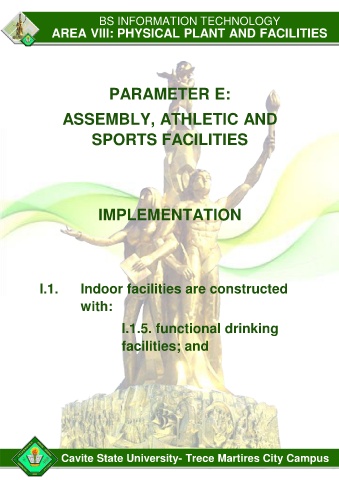 BS INFORMATION TECHNOLOGY
AREA VIII: PHYSICAL PLANT AND FACILITIES
PARAMETER E:
ASSEMBLY, ATHLETIC AND
SPORTS FACILITIES
IMPLEMENTATION
I.1. Indoor facilities are constructed
with:
I.1.5. functional drinking
facilities; and
Cavite State University- Trece Martires City Campus